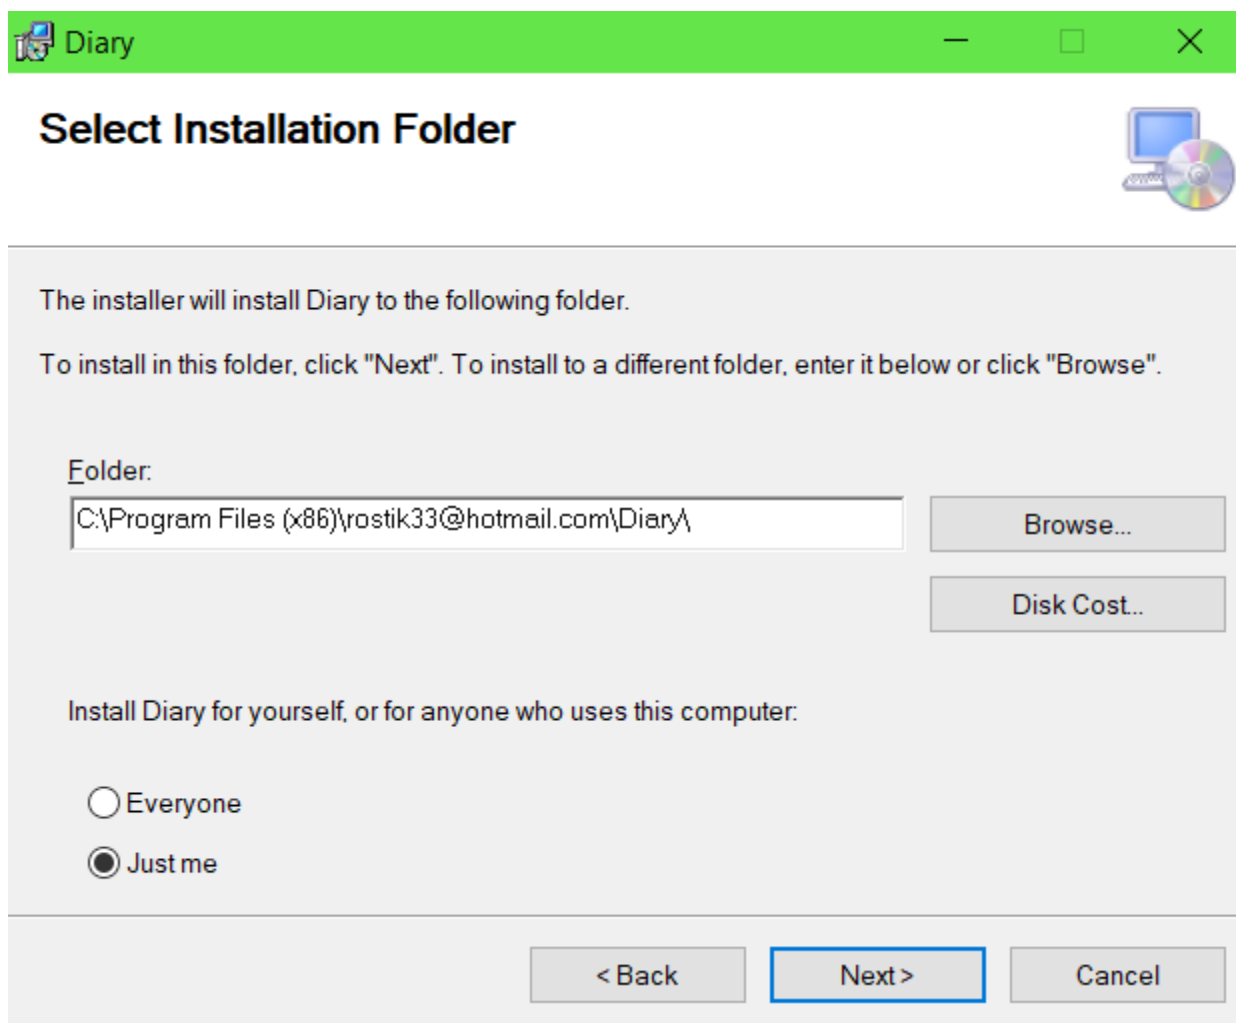 Diary
Select Installation Folder
The installer will install Diary to the following folder.
To install in this folder, click "Next". To install to a different folder, enter it below or click "Browse".
Folder:
C:\Program Files (x86)\rostik33@hotmail.com\Diary\
Browse...
Disk Cost...
Install Diary for yourself, or for anyone who uses this computer:
Everyone
Just me
< Back Next > Cancel